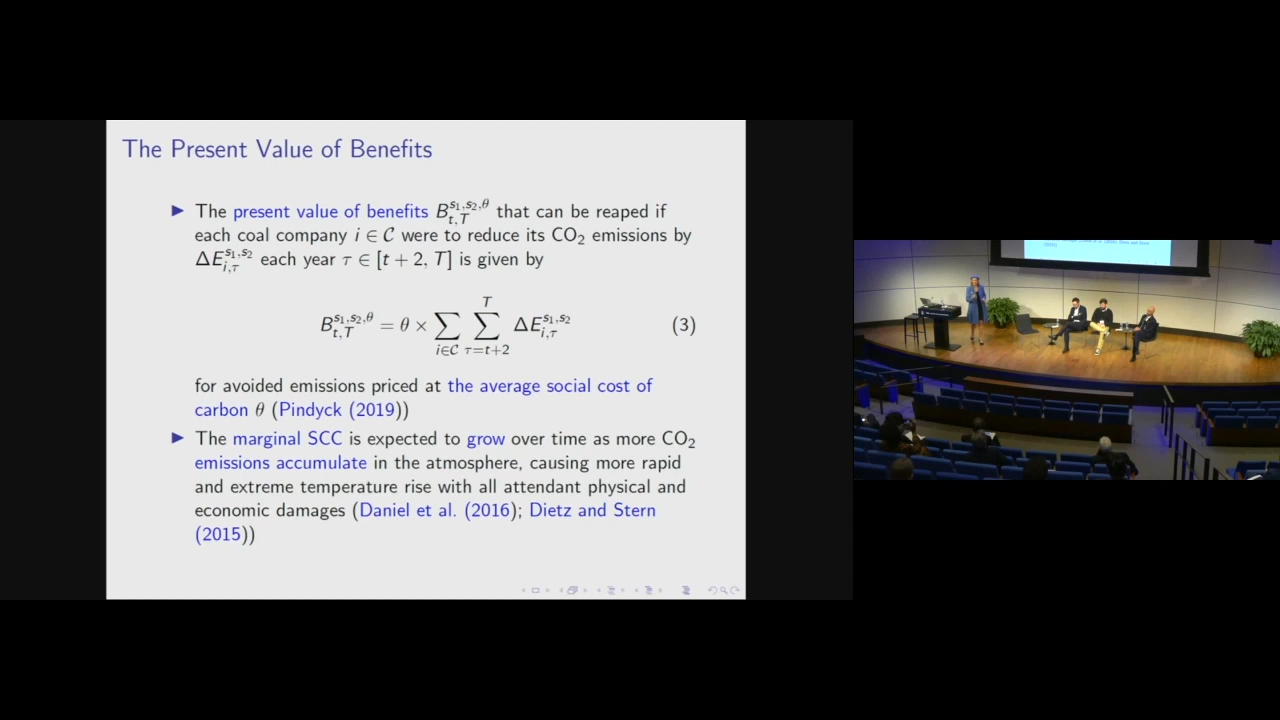 The Present Value of Benefits
▶ The present value of benefits B_{t,T}^{s₁,s₂,θ} that can be reaped if
each coal company i ∈ 𝒞 were to reduce its CO₂ emissions by
ΔE_{i,τ}^{s₁,s₂} each year τ ∈ [t + 2, T] is given by
B_{t,T}^{s₁,s₂,θ} = θ × ∑_{i∈𝒞} ∑_{τ=t+2}^{T} ΔE_{i,τ}^{s₁,s₂} (3)
for avoided emissions priced at the average social cost of
carbon θ (Pindyck (2019))
▶ The marginal SCC is expected to grow over time as more CO₂
emissions accumulate in the atmosphere, causing more rapid
and extreme temperature rise with all attendant physical and
economic damages (Daniel et al. (2016); Dietz and Stern
(2015))